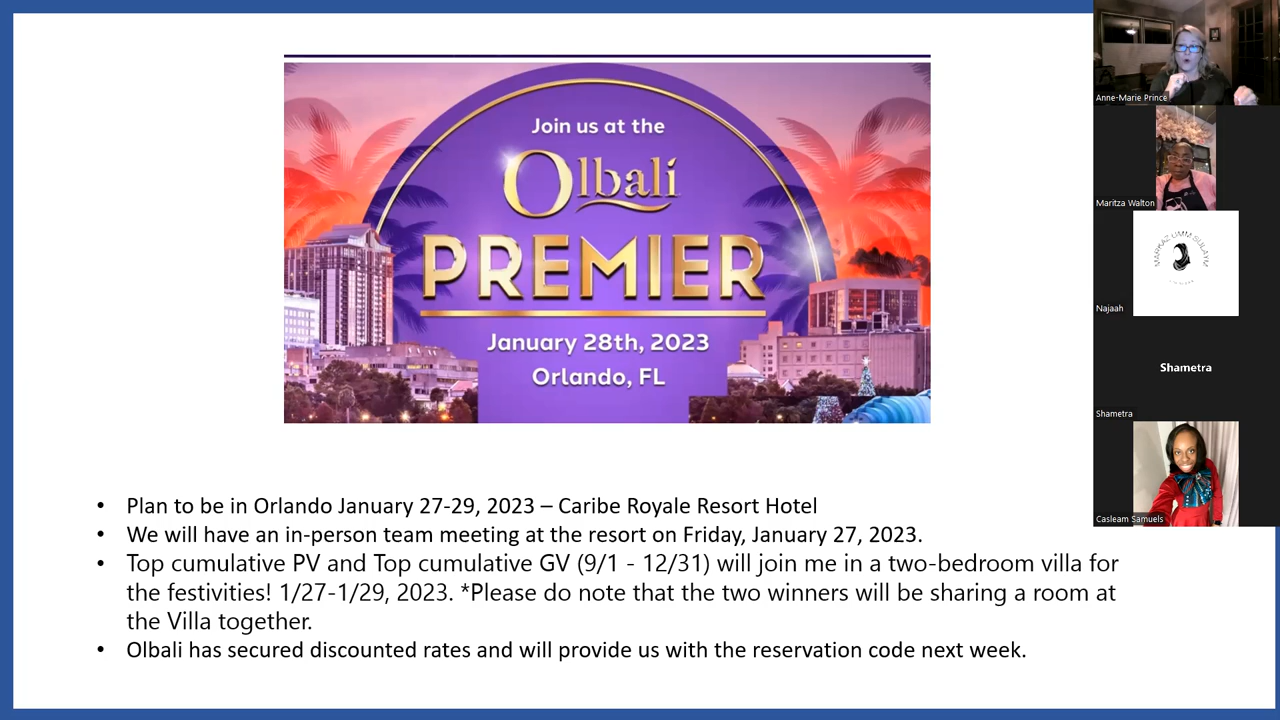 Join us at the
Olbali
PREMIER
January 28th, 2023
Orlando, FL
• Plan to be in Orlando January 27-29, 2023 – Caribe Royale Resort Hotel
• We will have an in-person team meeting at the resort on Friday, January 27, 2023.
• Top cumulative PV and Top cumulative GV (9/1 - 12/31) will join me in a two-bedroom villa for
the festivities! 1/27-1/29, 2023. *Please do note that the two winners will be sharing a room at
the Villa together.
• Olbali has secured discounted rates and will provide us with the reservation code next week.
Anne-Marie Prince
Maritza Walton
Najaah
Shametra
Shametra
Casleam Samuels